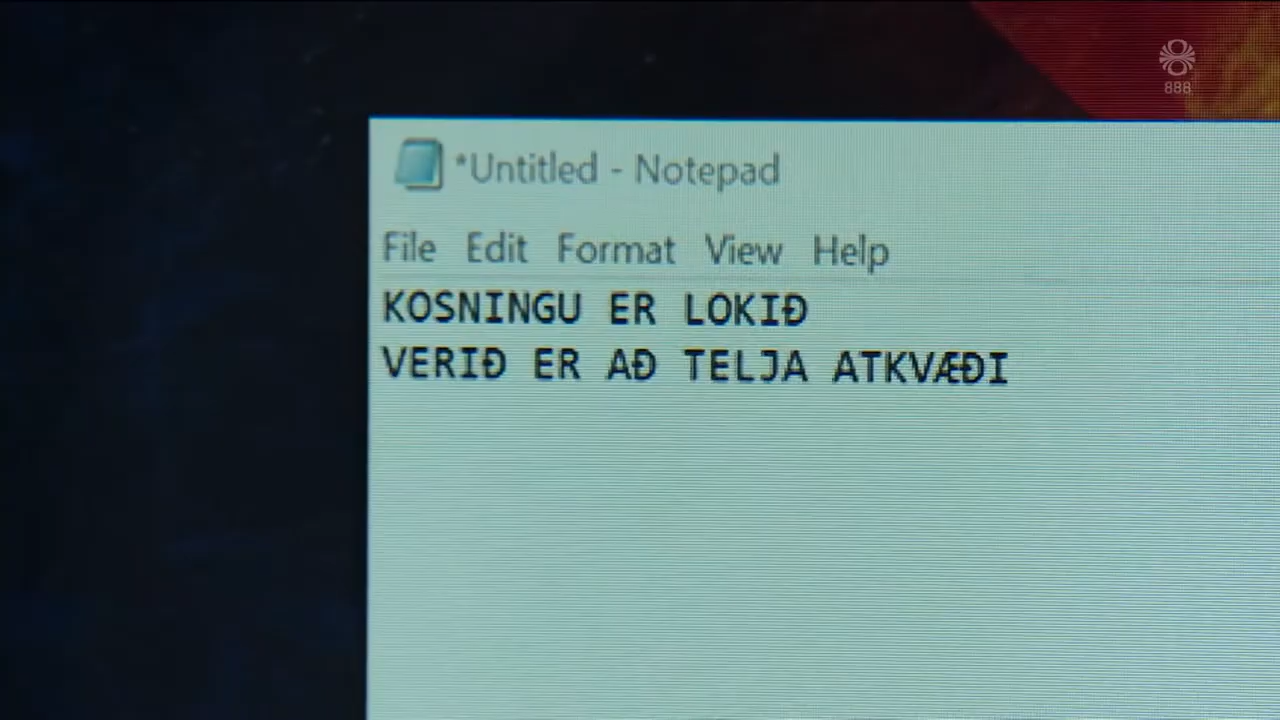 888
*Untitled - Notepad
File Edit Format View Help
KOSNINGU ER LOKIÐ
VERIÐ ER AÐ TELJA ATKVÆÐI